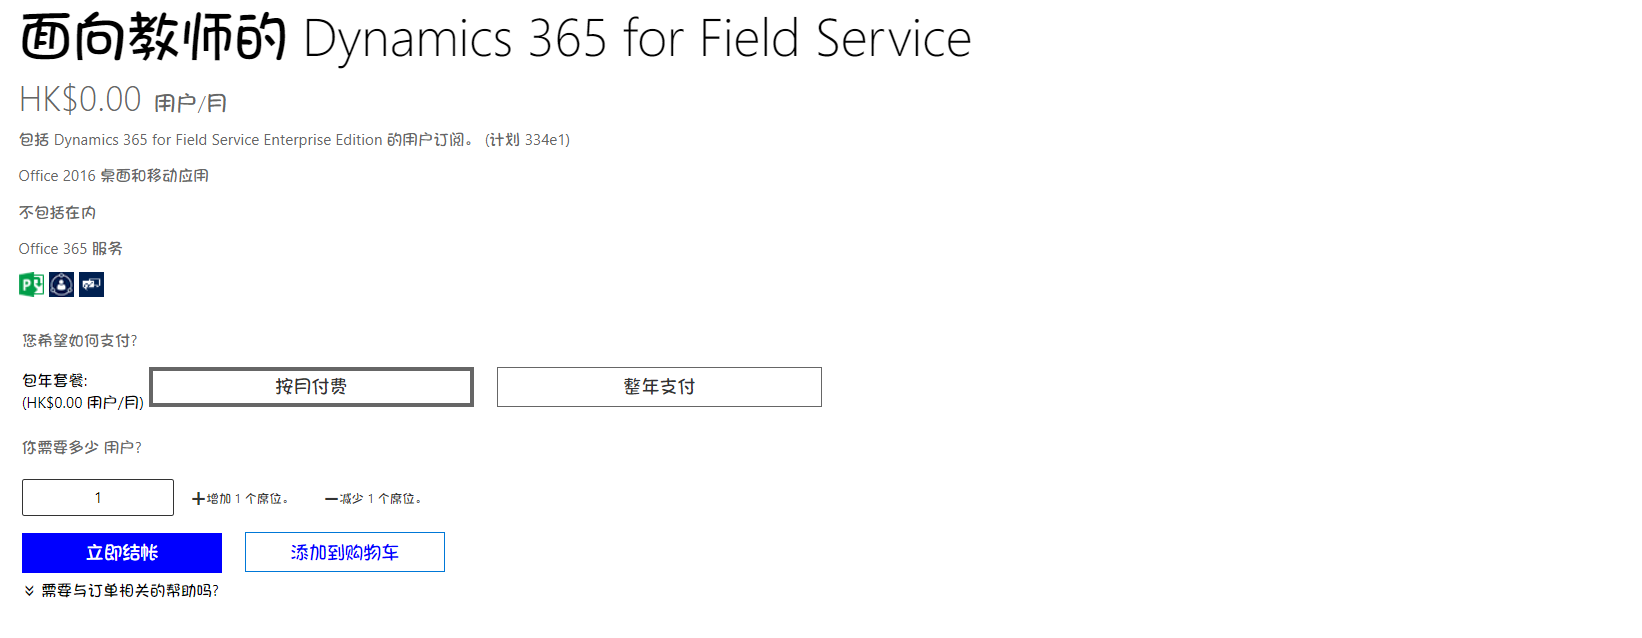 面向教师的 Dynamics 365 for Field Service
HK$0.00 用户/月
包括 Dynamics 365 for Field Service Enterprise Edition 的用户订阅。 (计划 334e1)
Office 2016 桌面和移动应用
不包括在内
Office 365 服务
您希望如何支付?
包年套餐: 按月付费 整年支付
(HK$0.00 用户/月)
你需要多少 用户?
1 +增加 1 个席位。 −减少 1 个席位。
立即结帐 添加到购物车
需要与订单相关的帮助吗?